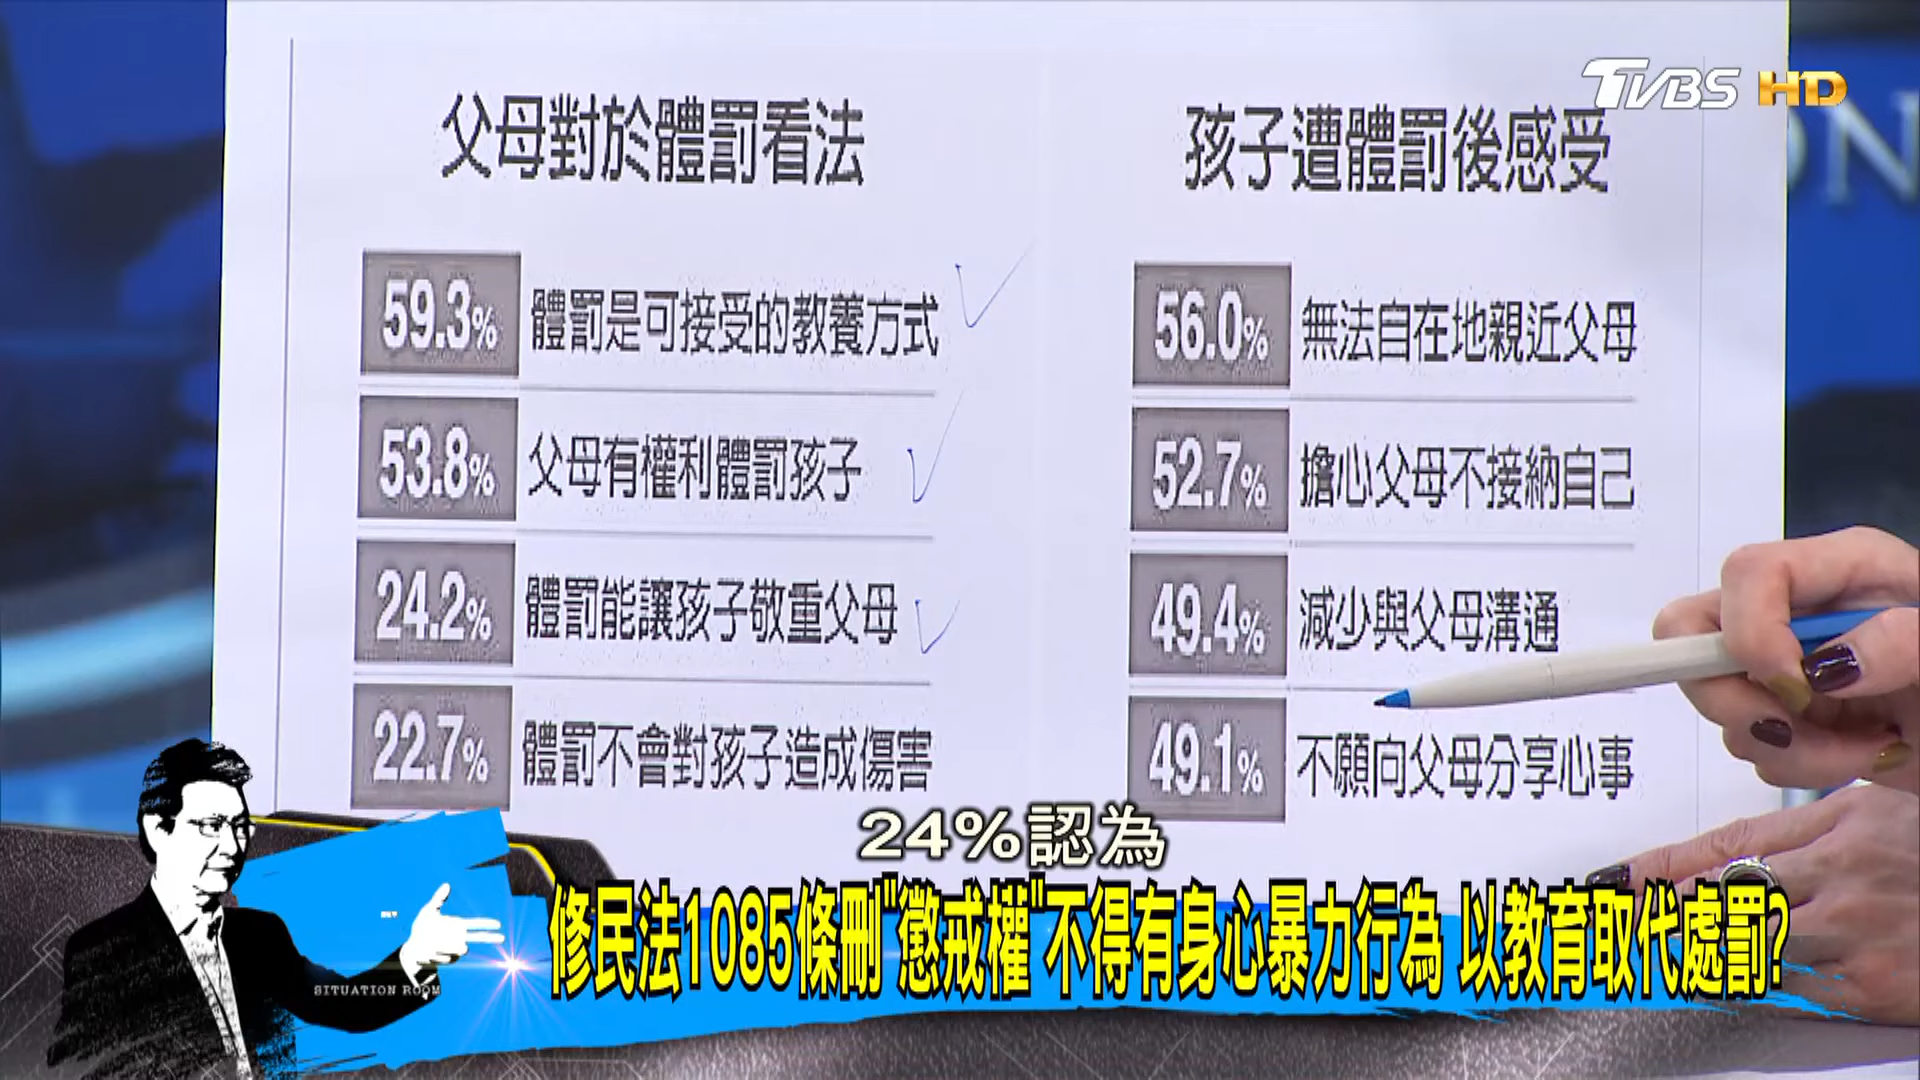 TVBS HD
父母對於體罰看法
59.3% 體罰是可接受的教養方式
53.8% 父母有權利體罰孩子
24.2% 體罰能讓孩子敬重父母
22.7% 體罰不會對孩子造成傷害
孩子遭體罰後感受
56.0% 無法自在地親近父母
52.7% 擔心父母不接納自己
49.4% 減少與父母溝通
49.1% 不願向父母分享心事
24%認為
修民法1085條刪"懲戒權"不得有身心暴力行為 以教育取代處罰?
SITUATION ROOM